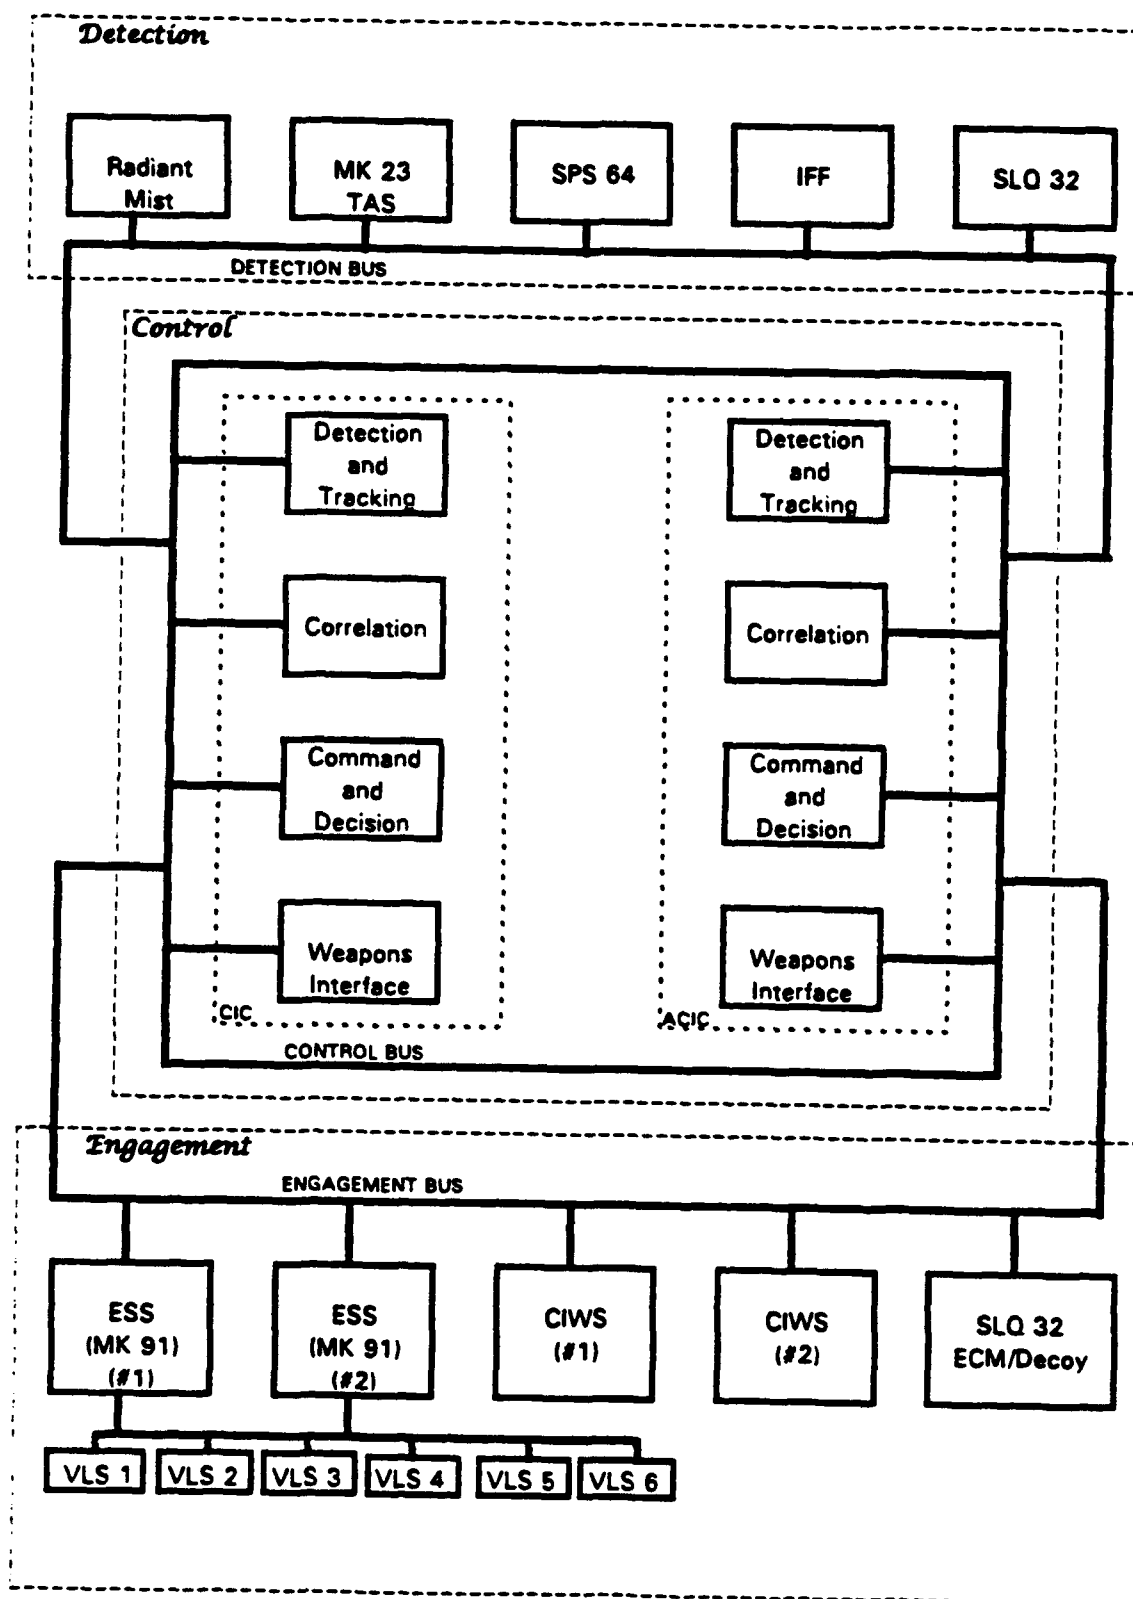 Detection
Radiant
Mist
MK 23
TAS
SPS 64
IFF
SLQ 32
DETECTION BUS
Control
Detection
and
Tracking
Correlation
Command
and
Decision
Weapons
Interface
CIC
Detection
and
Tracking
Correlation
Command
and
Decision
Weapons
Interface
ACIC
CONTROL BUS
Engagement
ENGAGEMENT BUS
ESS
(MK 91)
(#1)
ESS
(MK 91)
(#2)
CIWS
(#1)
CIWS
(#2)
SLQ 32
ECM/Decoy
VLS 1
VLS 2
VLS 3
VLS 4
VLS 5
VLS 6